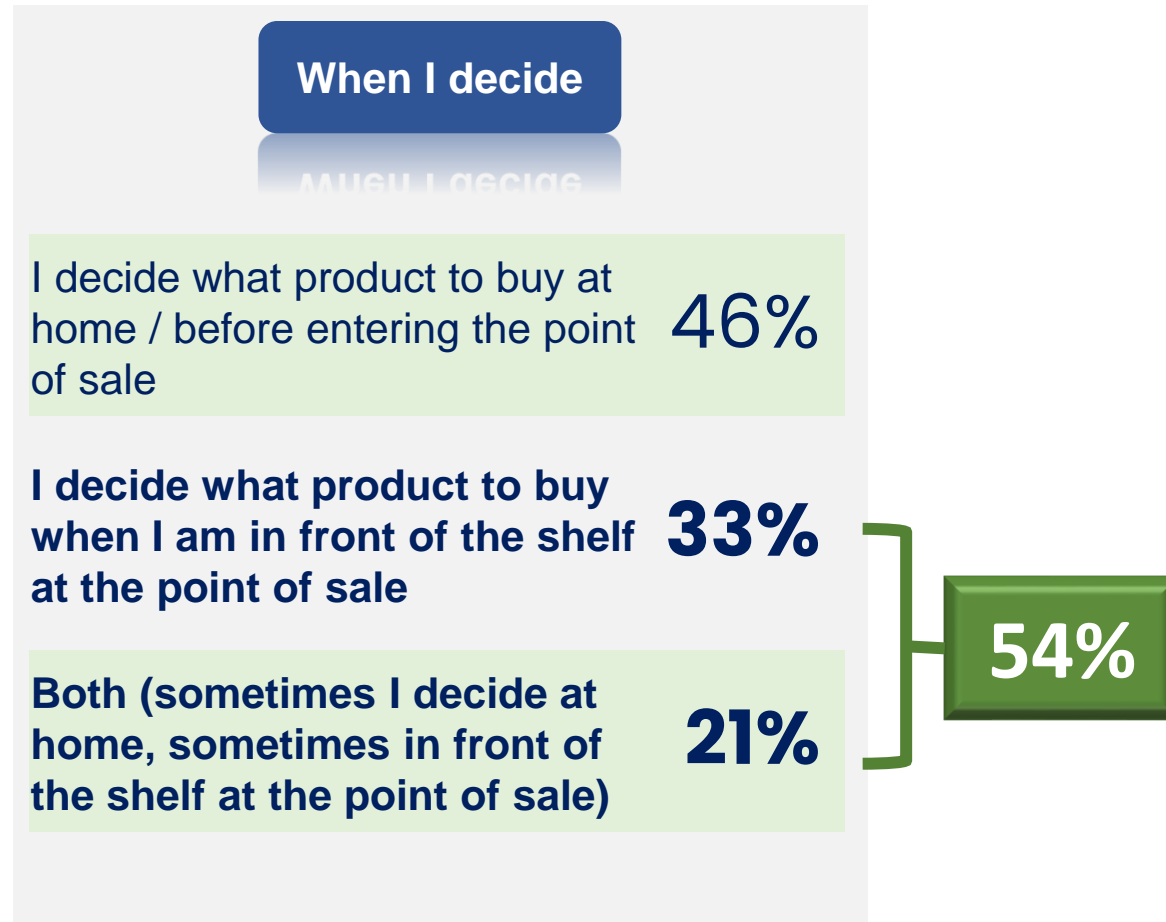 When I decide
I decide what product to buy at
home / before entering the point
of sale
46%
I decide what product to buy
when I am in front of the shelf
at the point of sale
33%
Both (sometimes I decide at
home, sometimes in front of
the shelf at the point of sale)
21%
54%